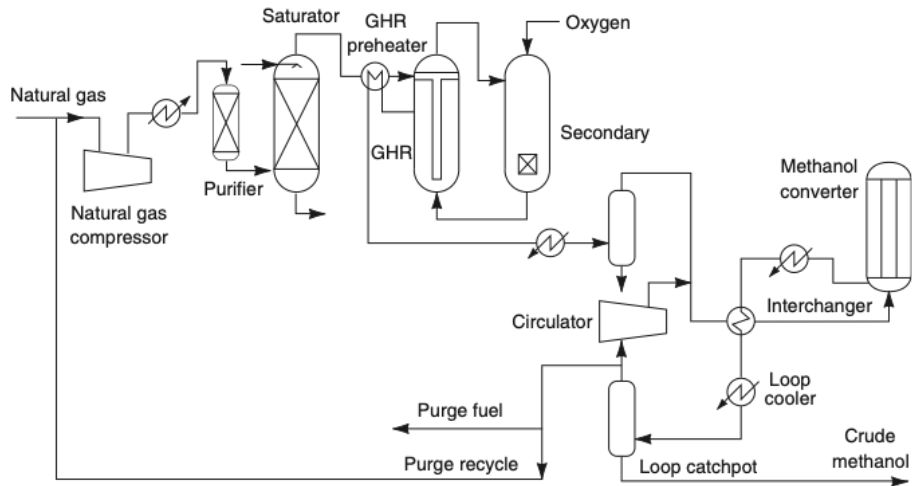 Saturator
GHR
preheater
Oxygen
Natural gas
GHR
Secondary
Purifier
Natural gas
compressor
Methanol
converter
Interchanger
Circulator
Loop
cooler
Purge fuel
Purge recycle
Loop catchpot
Crude
methanol